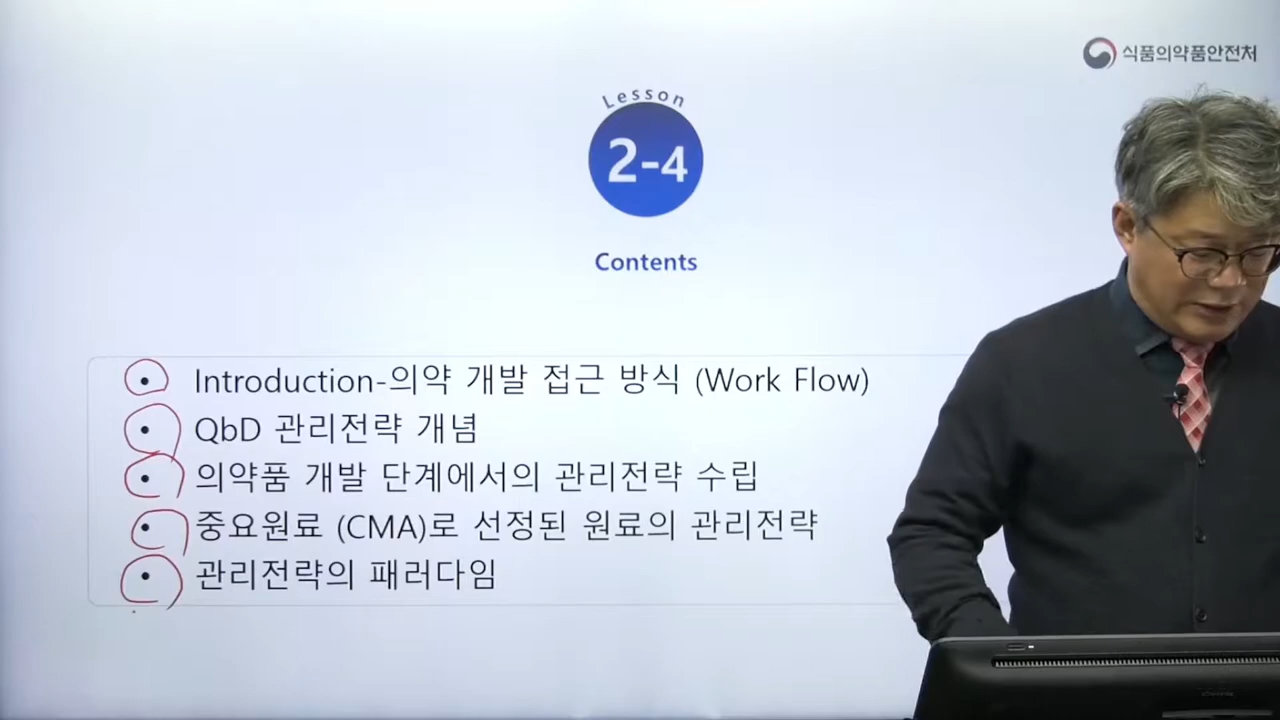 식품의약품안전처
Lesson
2-4
Contents
• Introduction-의약 개발 접근 방식 (Work Flow)
• QbD 관리전략 개념
• 의약품 개발 단계에서의 관리전략 수립
• 중요원료 (CMA)로 선정된 원료의 관리전략
• 관리전략의 패러다임